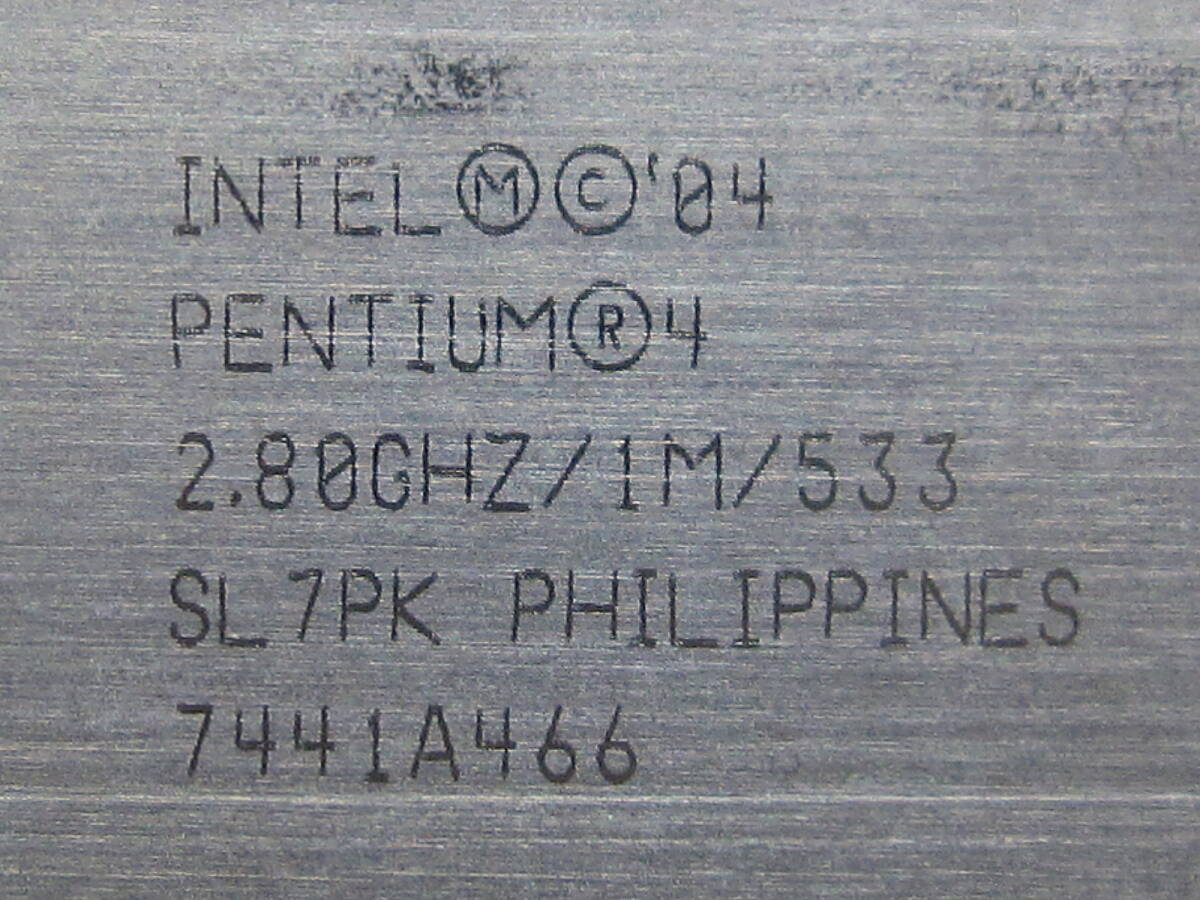 INTELⓂ©'04
PENTIUM®4
2.80GHZ/1M/533
SL7PK PHILIPPINES
7441A466